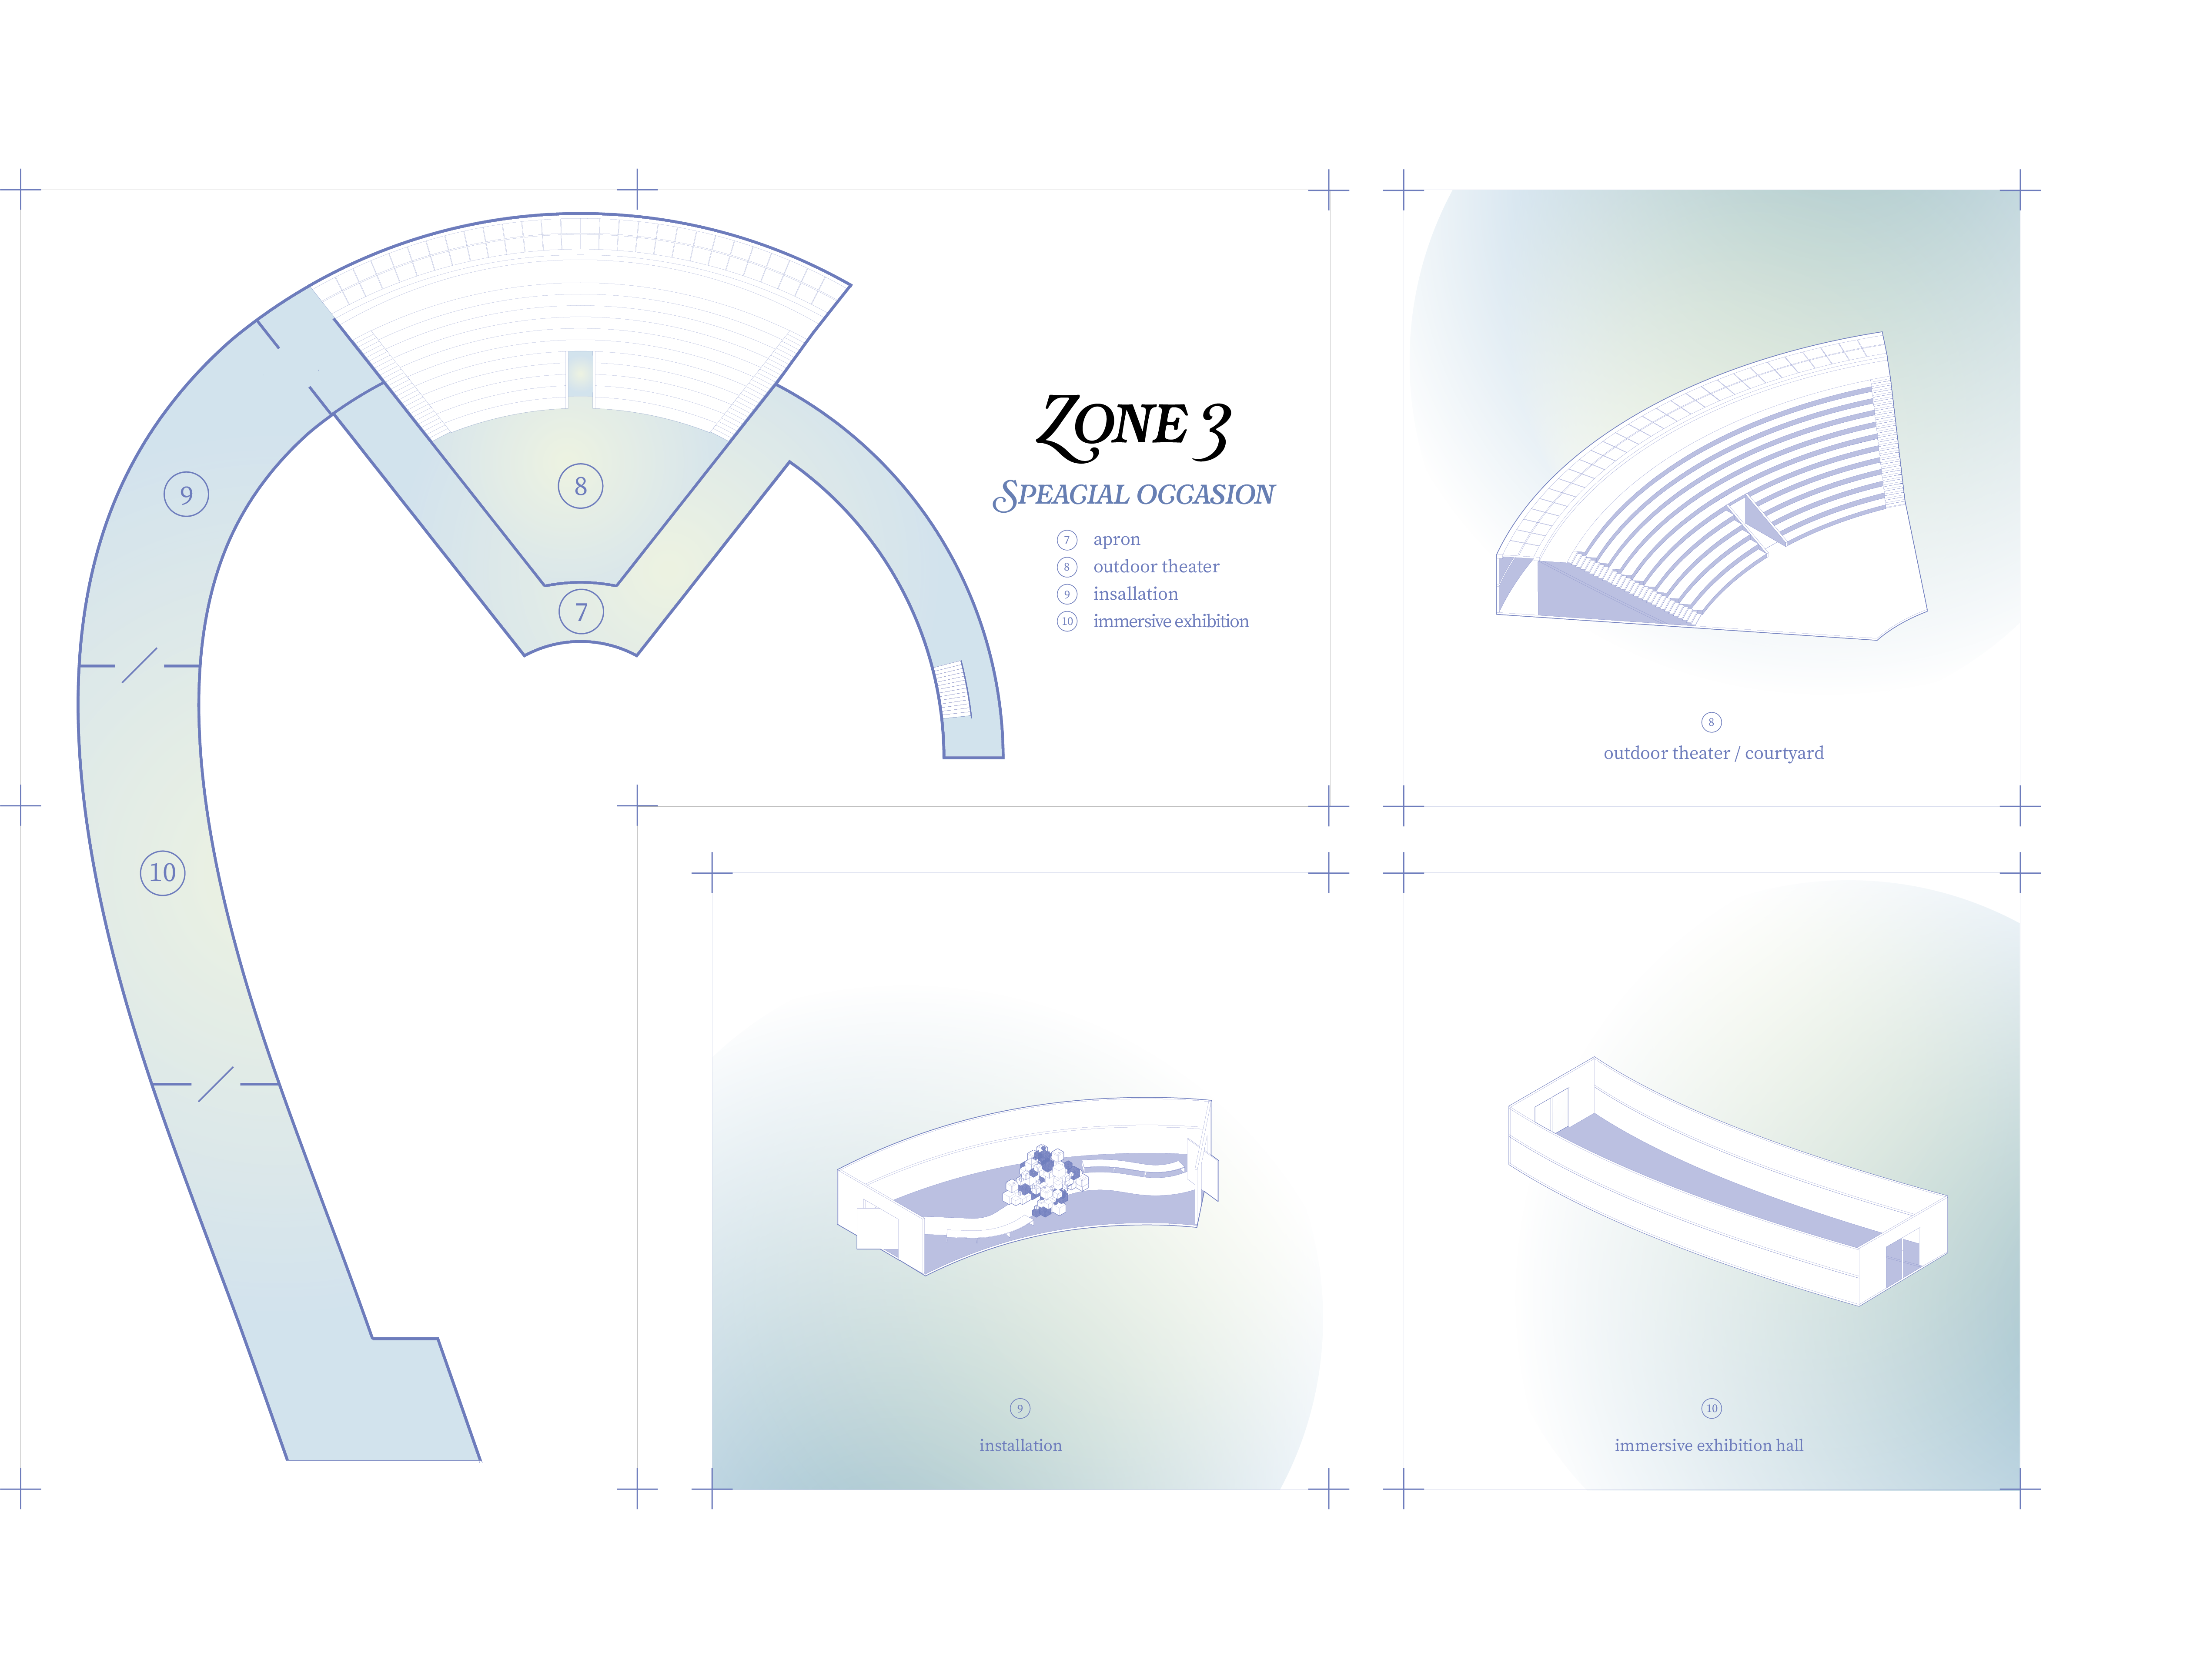 9
8
7
10
ZONE 3
SPEAGIAL OCCASION
7 apron
8 outdoor theater
9 insallation
10 immersive exhibition
8
outdoor theater / courtyard
9
installation
10
immersive exhibition hall